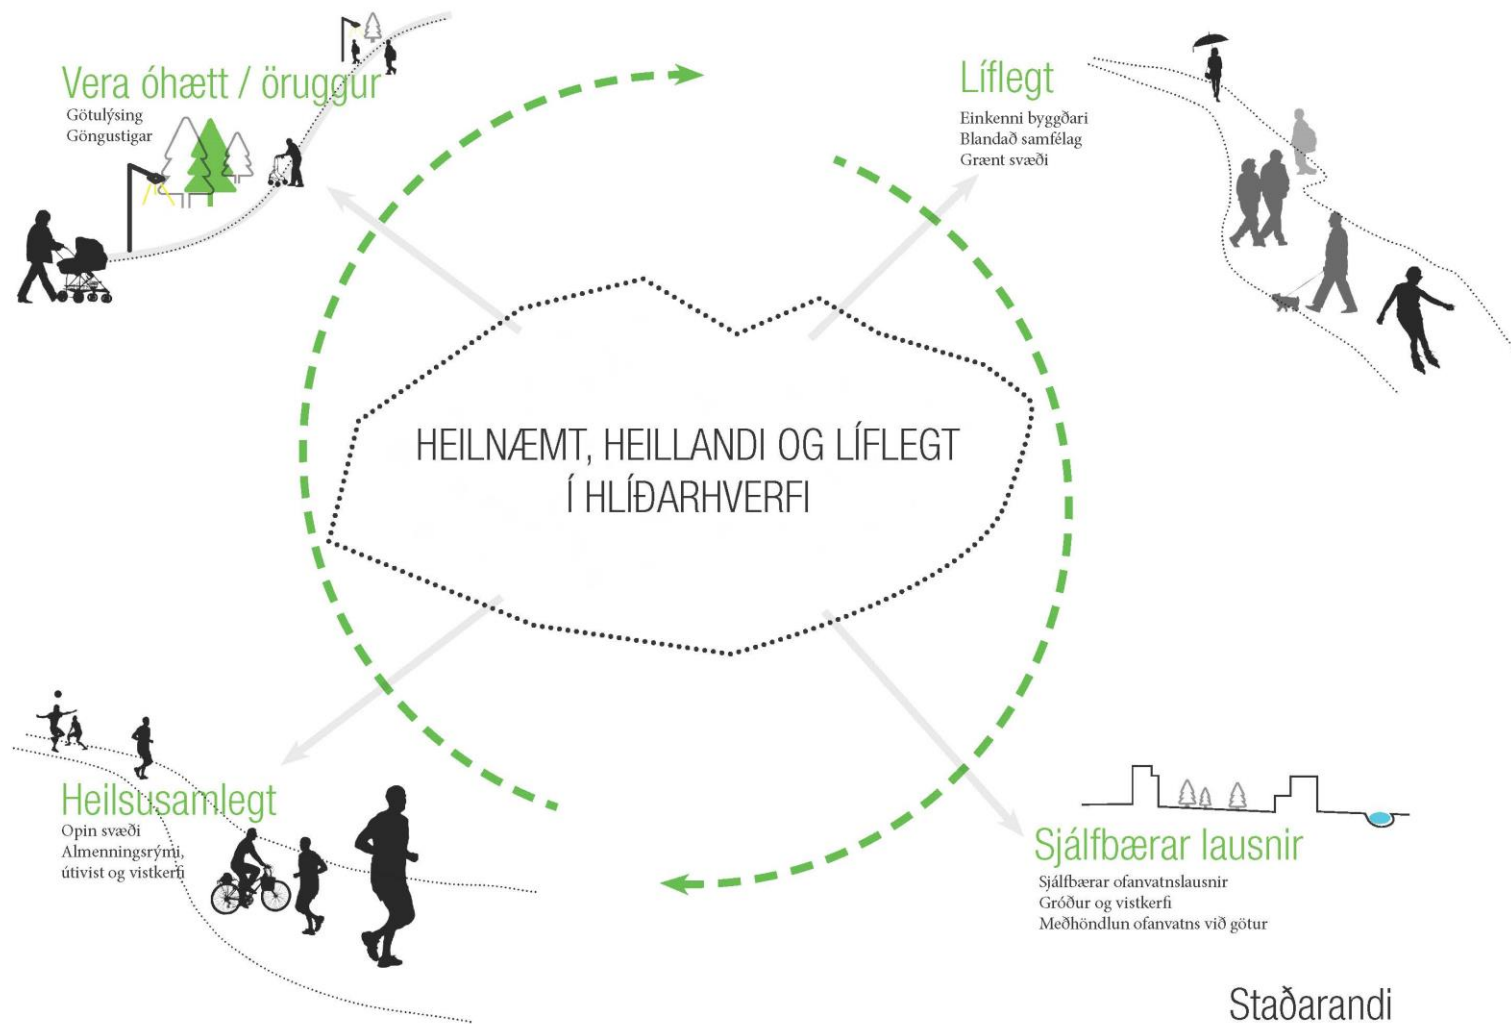 Vera óhætt / öruggur
Götulýsing
Göngustigar
Líflegt
Einkenni byggðari
Blandað samfélag
Grænt svæði
HEILNÆMT, HEILLANDI OG LÍFLEGT
Í HLÍÐARHVERFI
Heilsusamlegt
Opin svæði
Almenningsrými,
útivist og vistkerfi
Sjálfbærar lausnir
Sjálfbærar ofanvatnslausnir
Gróður og vistkerfi
Meðhöndlun ofanvatns við götur
Staðarandi